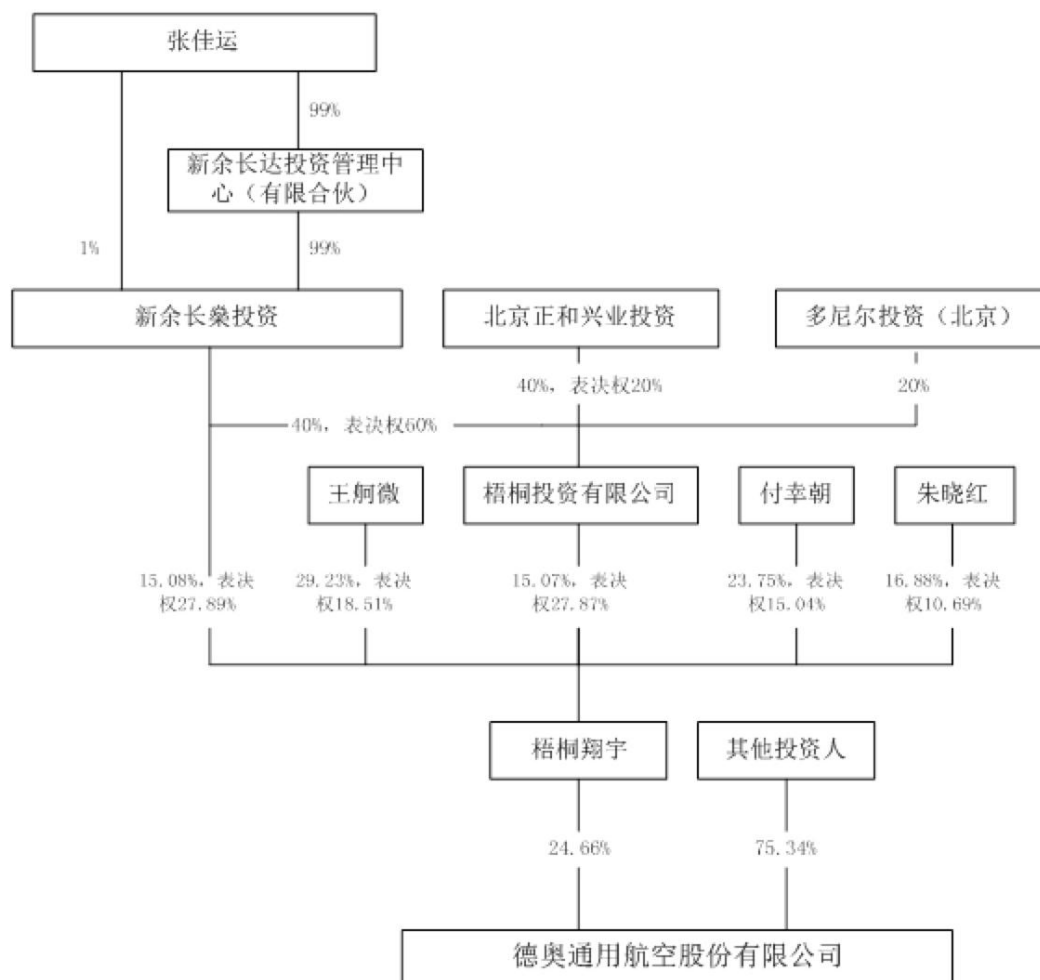 张佳运
99%
新余长达投资管理中
心（有限合伙）
1%
99%
新余长燊投资
北京正和兴业投资
多尼尔投资（北京）
40%，表决权20%
20%
40%，表决权60%
王舸微
梧桐投资有限公司
付幸朝
朱晓红
15.08%，表决
权27.89%
29.23%，表决
权18.51%
15.07%，表决
权27.87%
23.75%，表决
权15.04%
16.88%，表决
权10.69%
梧桐翔宇
其他投资人
24.66%
75.34%
德奥通用航空股份有限公司